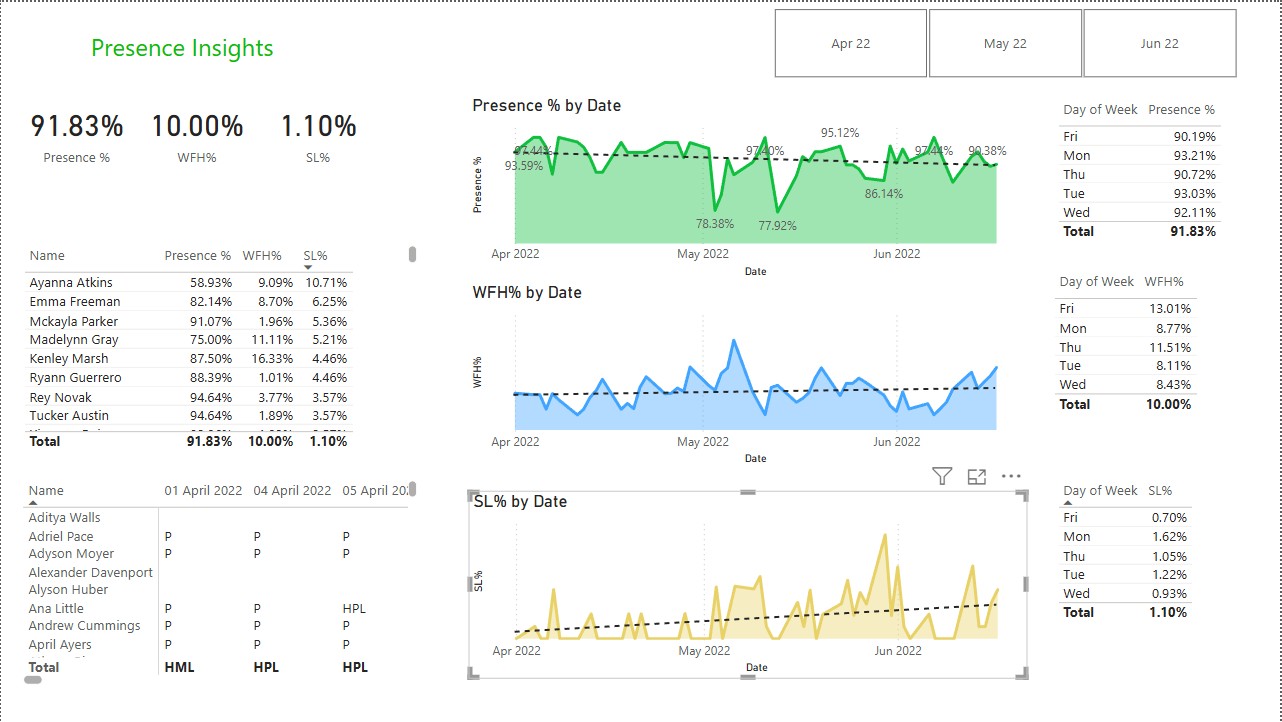 Presence Insights
Apr 22 May 22 Jun 22
91.83% 10.00% 1.10%
Presence % WFH% SL%
Name Presence % WFH% SL%
Ayanna Atkins 58.93% 9.09% 10.71%
Emma Freeman 82.14% 8.70% 6.25%
Mckayla Parker 91.07% 1.96% 5.36%
Madelynn Gray 75.00% 11.11% 5.21%
Kenley Marsh 87.50% 16.33% 4.46%
Ryann Guerrero 88.39% 1.01% 4.46%
Rey Novak 94.64% 3.77% 3.57%
Tucker Austin 94.64% 1.89% 3.57%
Total 91.83% 10.00% 1.10%
Name 01 April 2022 04 April 2022 05 April 20
Aditya Walls
Adriel Pace P P P
Adyson Moyer P P P
Alexander Davenport
Alyson Huber
Ana Little P P HPL
Andrew Cummings P P P
April Ayers P P P
Total HML HPL HPL
Presence % by Date
Presence %
97.44%
93.59%
78.38%
97.40%
77.92%
95.12%
86.14%
97.44%
90.38%
Apr 2022 May 2022 Jun 2022
Date
WFH% by Date
WFH%
Apr 2022 May 2022 Jun 2022
Date
SL% by Date
SL%
Apr 2022 May 2022 Jun 2022
Date
Day of Week Presence %
Fri 90.19%
Mon 93.21%
Thu 90.72%
Tue 93.03%
Wed 92.11%
Total 91.83%
Day of Week WFH%
Fri 13.01%
Mon 8.77%
Thu 11.51%
Tue 8.11%
Wed 8.43%
Total 10.00%
Day of Week SL%
Fri 0.70%
Mon 1.62%
Thu 1.05%
Tue 1.22%
Wed 0.93%
Total 1.10%